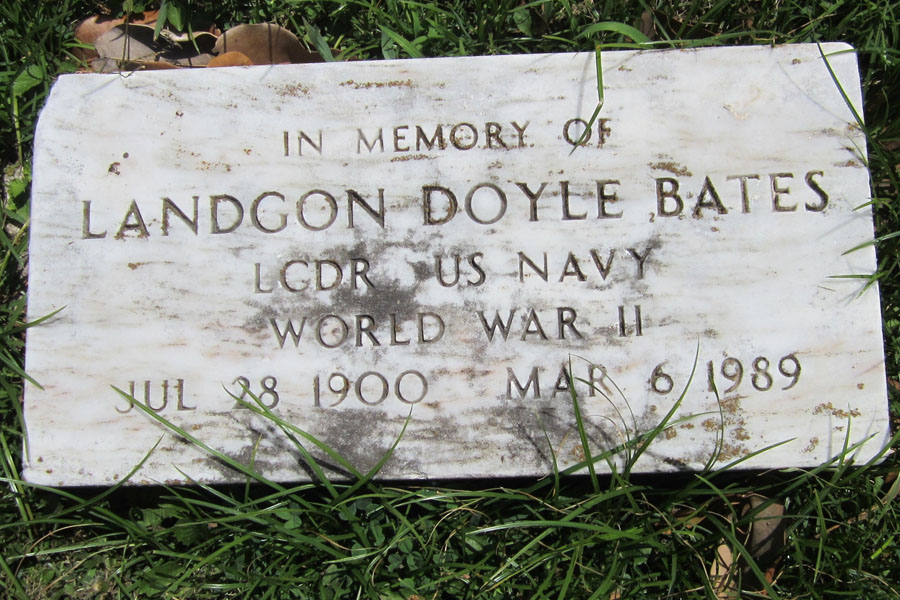 IN MEMORY OF
LANDGON DOYLE BATES
LCDR US NAVY
WORLD WAR II
JUL 28 1900 MAR 6 1989